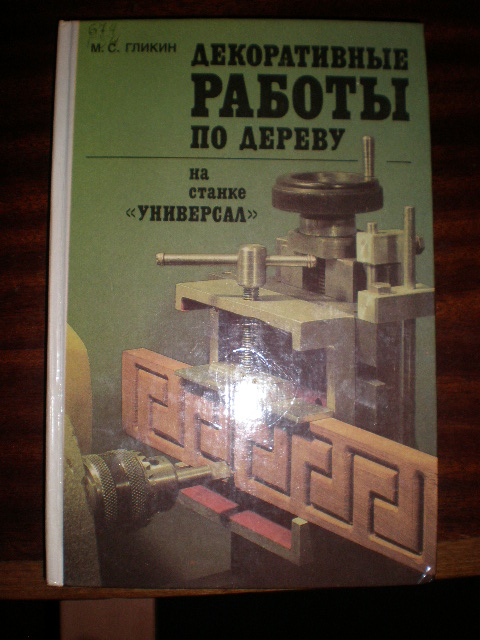 М. С. ГЛИКИН
ДЕКОРАТИВНЫЕ
РАБОТЫ
ПО ДЕРЕВУ
на
станке
«УНИВЕРСАЛ»